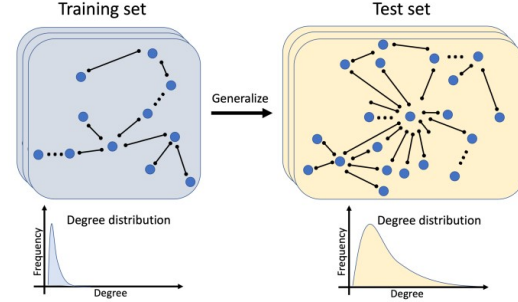 Training set
Test set
Generalize
Degree distribution
Frequency
Degree
Degree distribution
Frequency
Degree